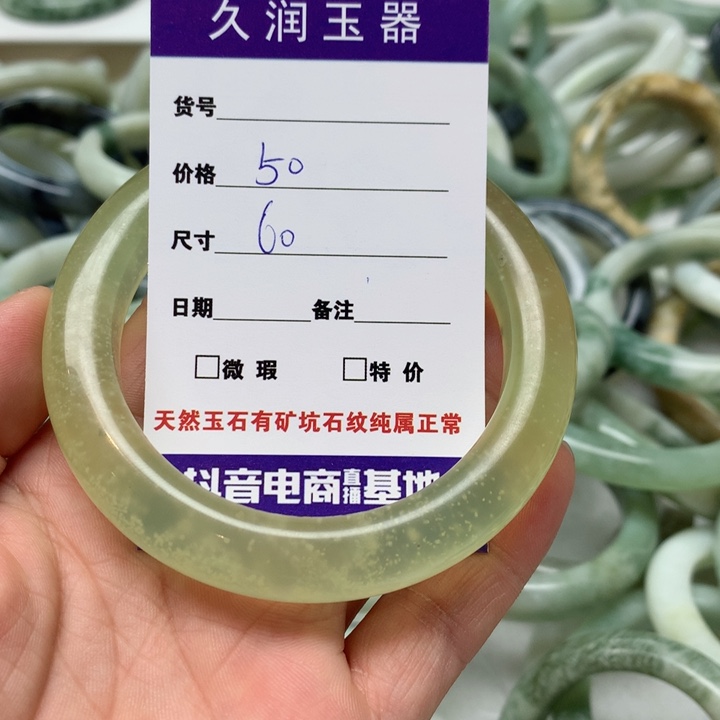 久润玉器
货号
价格 50
尺寸 60
日期 备注
微瑕 特价
天然玉石有矿坑石纹纯属正常
抖音电商直播基地